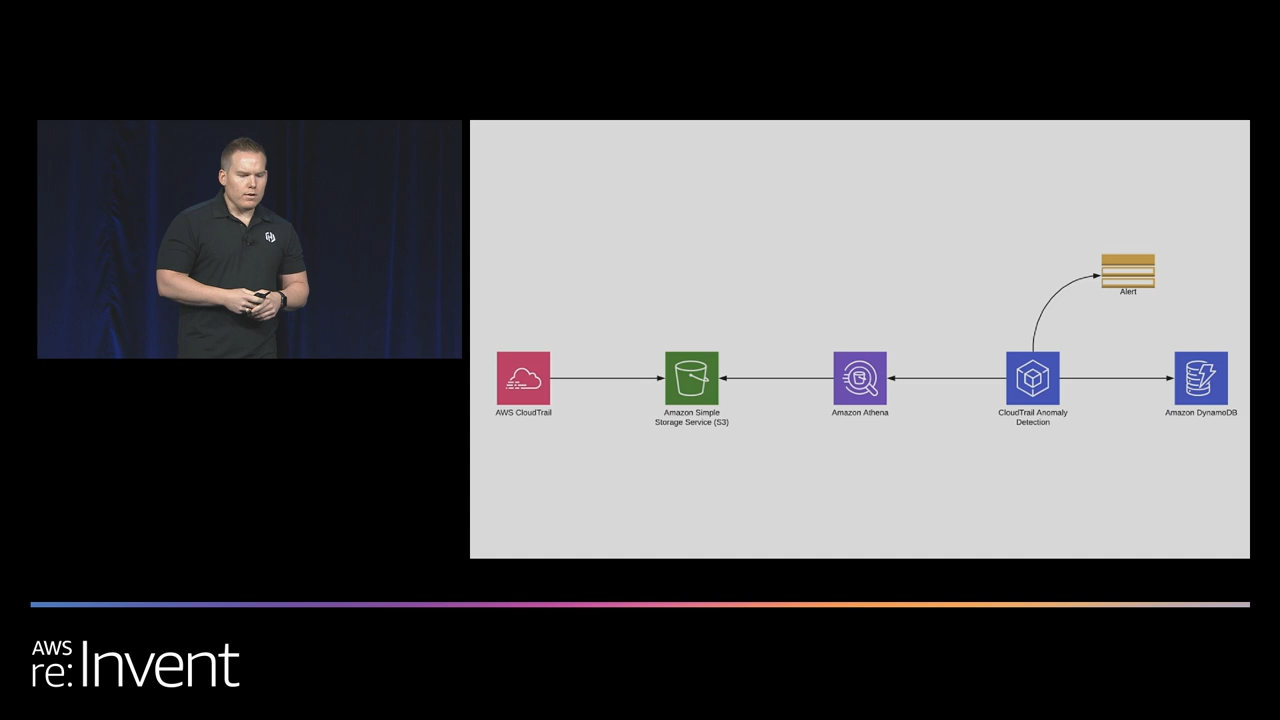 Alert
AWS CloudTrail
Amazon Simple
Storage Service (S3)
Amazon Athena
CloudTrail Anomaly
Detection
Amazon DynamoDB
AWS
re:Invent